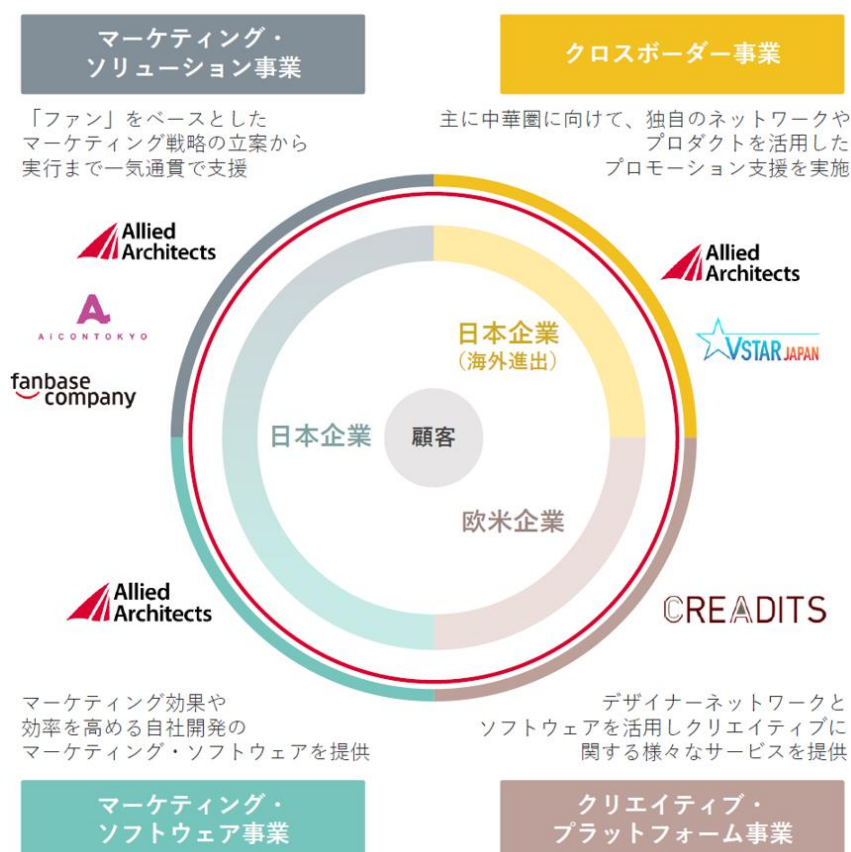 マーケティング・
ソリューション事業
「ファン」をベースとした
マーケティング戦略の立案から
実行まで一気通貫で支援
クロスボーダー事業
主に中華圏に向けて、独自のネットワークや
プロダクトを活用した
プロモーション支援を実施
Allied
Architects
AICONTOKYO
fanbase
company
Allied
Architects
VSTAR JAPAN
日本企業
(海外進出)
日本企業
顧客
欧米企業
Allied
Architects
CREADITS
マーケティング効果や
効率を高める自社開発の
マーケティング・ソフトウェアを提供
マーケティング・
ソフトウェア事業
デザイナーネットワークと
ソフトウェアを活用しクリエイティブに
関する様々なサービスを提供
クリエイティブ・
プラットフォーム事業